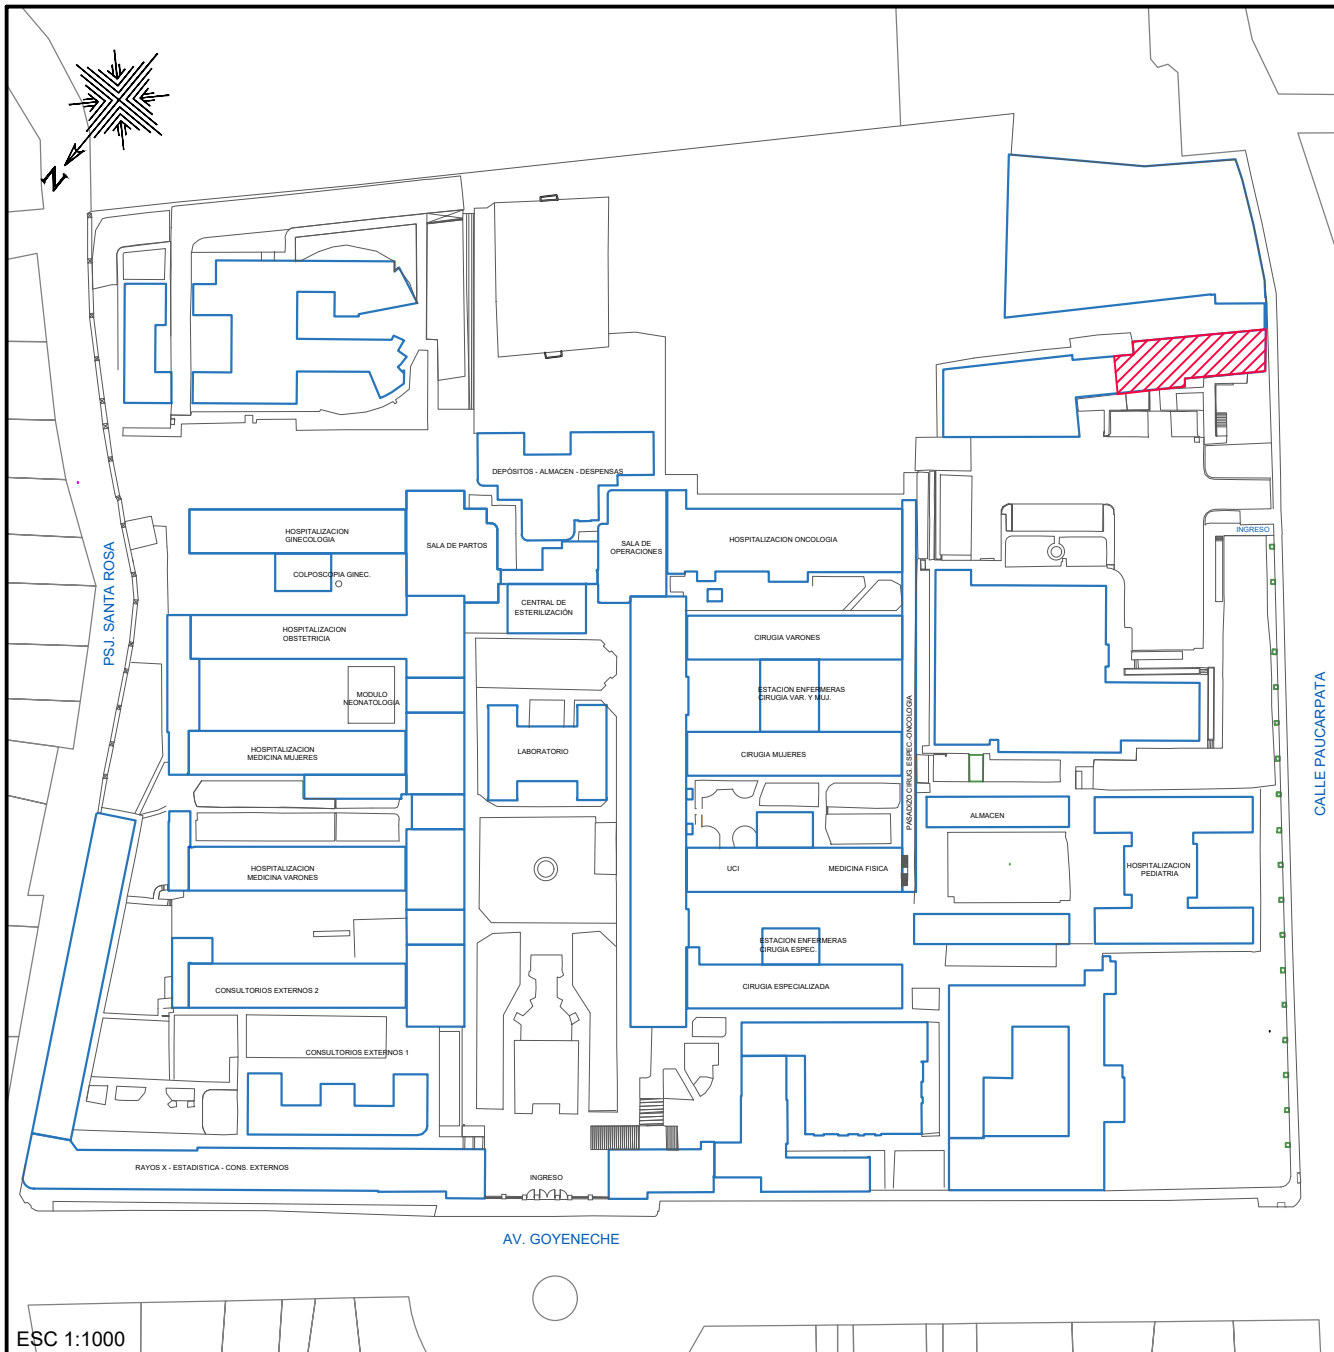 N
DEPÓSITOS - ALMACEN - DESPENSAS
HOSPITALIZACION
GINECOLOGIA
SALA DE PARTOS
SALA DE
OPERACIONES
HOSPITALIZACION ONCOLOGIA
INGRESO
COLPOSCOPIA GINEC.
CENTRAL DE
ESTERILIZACIÓN
PSJ. SANTA ROSA
HOSPITALIZACION
OBSTETRICIA
CIRUGIA VARONES
MODULO
NEONATOLOGIA
ESTACION ENFERMERAS
CIRUGIA VAR. Y MUJ.
PASADIZO CIRUG. ESPEC.-ONCOLOGIA
CALLE PAUCARPATA
HOSPITALIZACION
MEDICINA MUJERES
LABORATORIO
CIRUGIA MUJERES
ALMACEN
HOSPITALIZACION
MEDICINA VARONES
UCI
MEDICINA FISICA
HOSPITALIZACION
PEDIATRIA
ESTACION ENFERMERAS
CIRUGIA ESPEC.
CONSULTORIOS EXTERNOS 2
CIRUGIA ESPECIALIZADA
CONSULTORIOS EXTERNOS 1
RAYOS X - ESTADISTICA - CONS. EXTERNOS
INGRESO
AV. GOYENECHE
ESC 1:1000